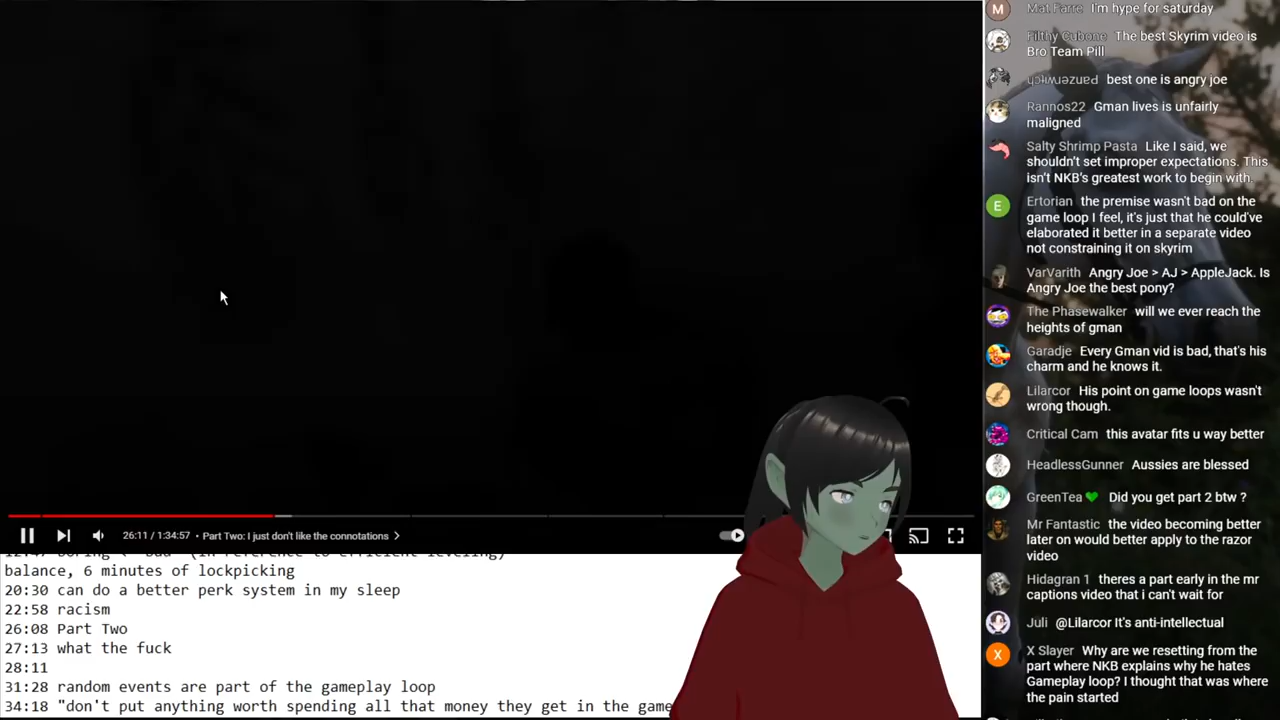 26:11 / 1:34:57 • Part Two: I just don't like the connotations >
balance, 6 minutes of lockpicking
20:30 can do a better perk system in my sleep
22:58 racism
26:08 Part Two
27:13 what the fuck
28:11
31:28 random events are part of the gameplay loop
34:18 "don't put anything worth spending all that money they get in the game
Mat Farre I'm hype for saturday
Filthy Cubone The best Skyrim video is
Bro Team Pill
best one is angry joe
Rannos22 Gman lives is unfairly
maligned
Salty Shrimp Pasta Like I said, we
shouldn't set improper expectations. This
isn't NKB's greatest work to begin with.
Ertorian the premise wasn't bad on the
game loop I feel, it's just that he could've
elaborated it better in a separate video
not constraining it on skyrim
VarVarith Angry Joe > AJ > AppleJack. Is
Angry Joe the best pony?
The Phasewalker will we ever reach the
heights of gman
Garadje Every Gman vid is bad, that's his
charm and he knows it.
Lilarcor His point on game loops wasn't
wrong though.
Critical Cam this avatar fits u way better
HeadlessGunner Aussies are blessed
GreenTea Did you get part 2 btw ?
Mr Fantastic the video becoming better
later on would better apply to the razor
video
Hidagran 1 theres a part early in the mr
captions video that i can't wait for
Juli @Lilarcor It's anti-intellectual
X Slayer Why are we resetting from the
part where NKB explains why he hates
Gameplay loop? I thought that was where
the pain started